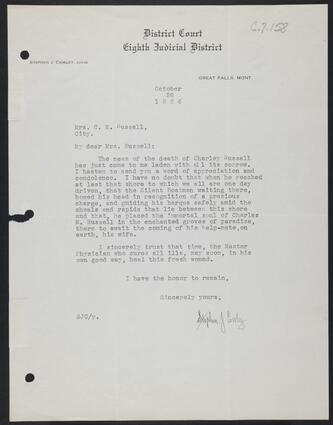 C.7.158
District Court
Eighth Judicial District
Stephen J. Cowley, Judge
GREAT FALLS, MONT.
October
26
1926
Mrs. C. M. Russell,
City.
My dear Mrs. Russell:
The news of the death of Charley Russell
has just come to me laden with all its sorrow.
I hasten to send you a word of appreciation and
condolence. I have no doubt that when he reached
at last that shore to which we all are one day
driven, that the Silent Boatman waiting there,
bowed his head in recognition of a precious
charge, and guiding his barque safely amid the
shoals and rapids that lie between this shore
and that, he placed the immortal soul of Charles
M. Russell in the enchanted groves of paradise,
there to await the coming of his help-mate, on
earth, his wife.
I sincerely trust that time, the Master
Physician who cures all ills, may soon, in his
own good way, heal this fresh wound.
I have the honor to remain,
Sincerely yours,
SJC/p.
Stephen J Cowley